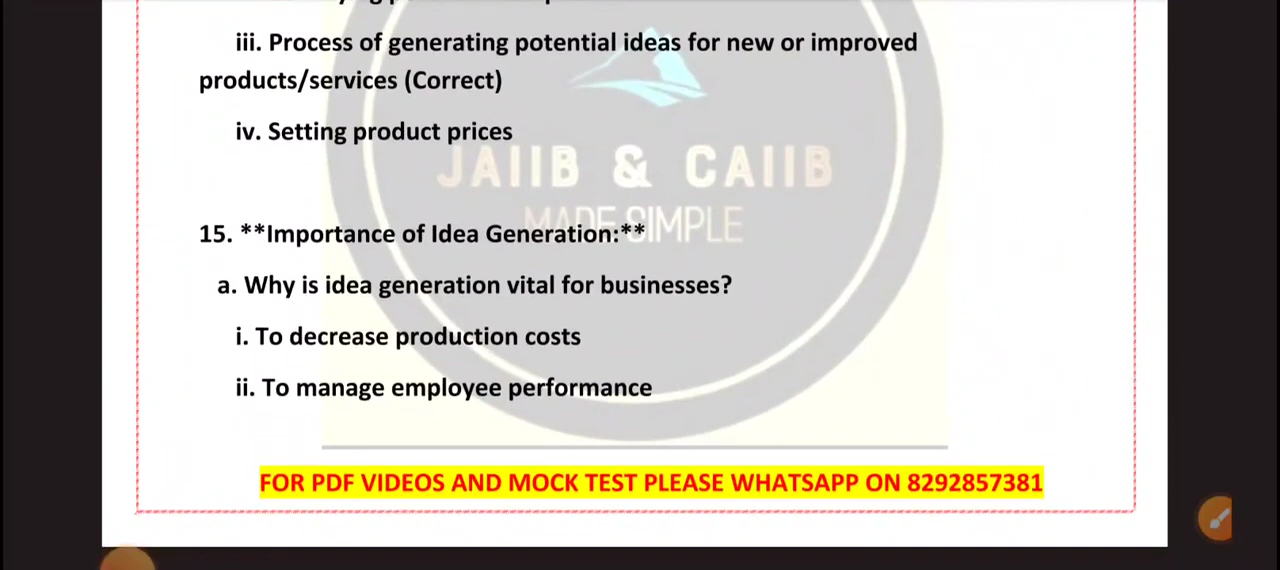 iii. Process of generating potential ideas for new or improved
products/services (Correct)
iv. Setting product prices
JAIIB & CAIIB
MADE SIMPLE
15. **Importance of Idea Generation:**
a. Why is idea generation vital for businesses?
i. To decrease production costs
ii. To manage employee performance
FOR PDF VIDEOS AND MOCK TEST PLEASE WHATSAPP ON 8292857381